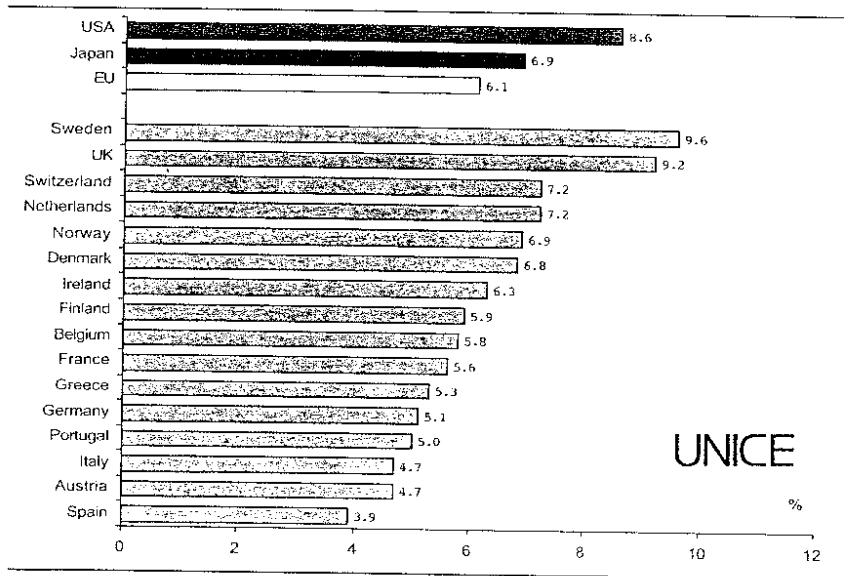 USA 8.6
Japan 6.9
EU 6.1
Sweden 9.6
UK 9.2
Switzerland 7.2
Netherlands 7.2
Norway 6.9
Denmark 6.8
Ireland 6.3
Finland 5.9
Belgium 5.8
France 5.6
Greece 5.3
Germany 5.1
Portugal 5.0
Italy 4.7
Austria 4.7
Spain 3.9
UNICE
%
0 2 4 6 8 10 12